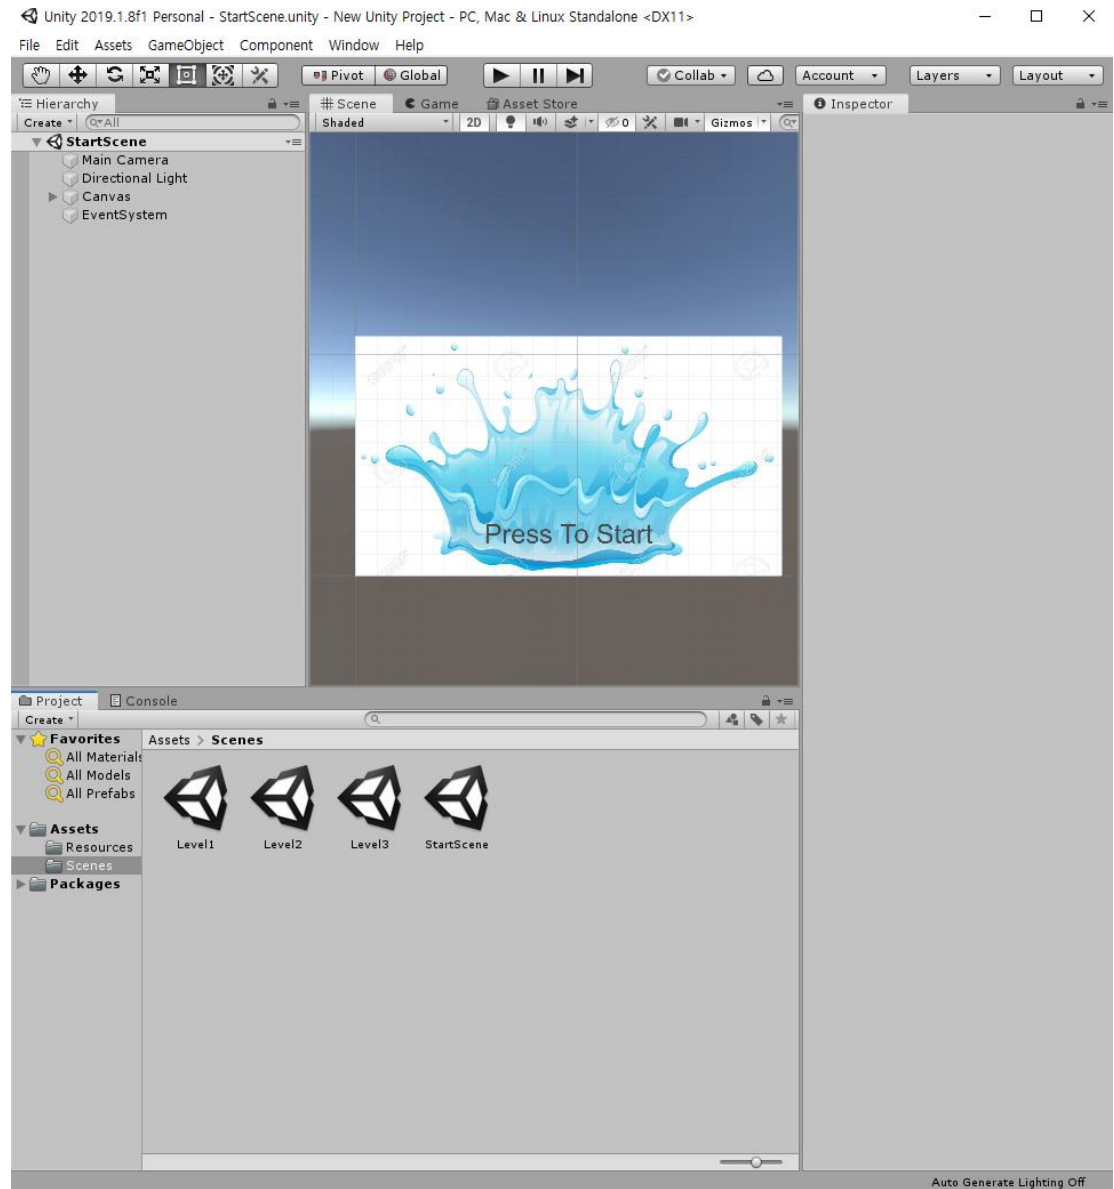 Unity 2019.1.8f1 Personal - StartScene.unity - New Unity Project - PC, Mac & Linux Standalone <DX11>
File Edit Assets GameObject Component Window Help
Pivot Global Collab Account Layers Layout
Hierarchy
Create All
StartScene
Main Camera
Directional Light
Canvas
EventSystem
Scene Game Asset Store
Shaded 2D 0 Gizmos
Press To Start
Inspector
Project Console
Create
Favorites
All Materials
All Models
All Prefabs
Assets
Resources
Scenes
Packages
Assets > Scenes
Level1 Level2 Level3 StartScene
Auto Generate Lighting Off